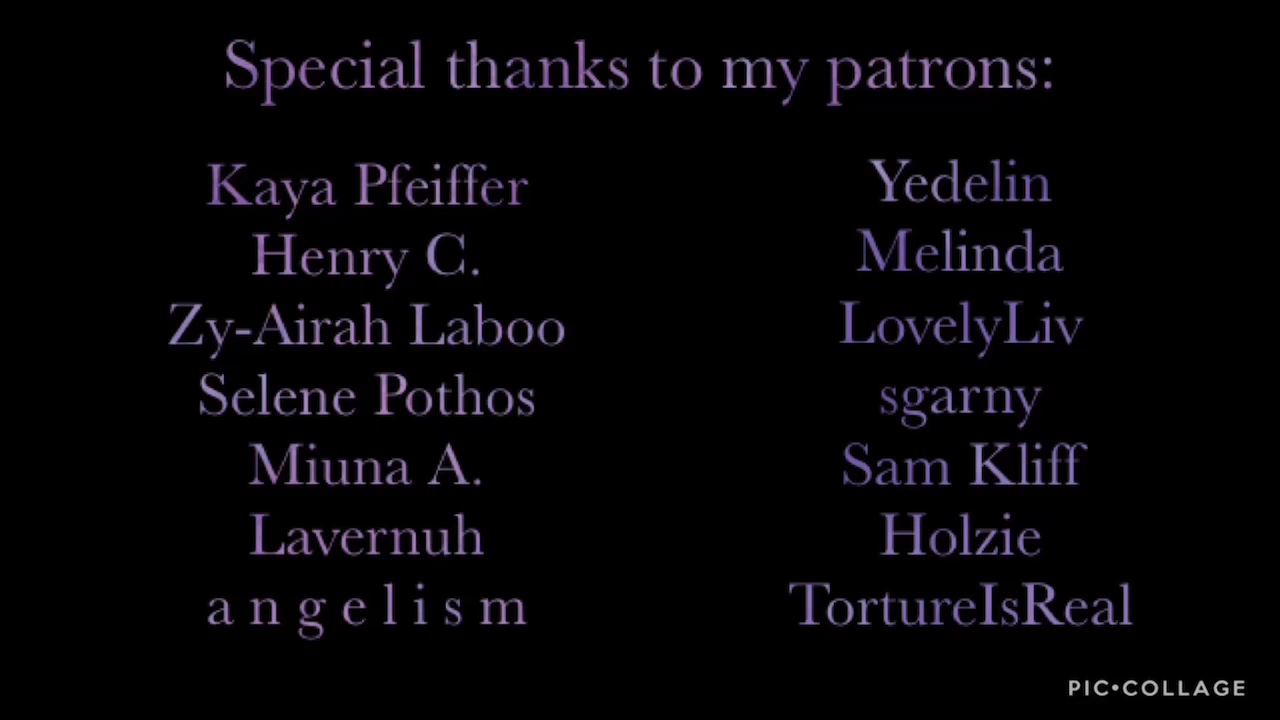 Special thanks to my patrons:
Kaya Pfeiffer
Henry C.
Zy-Airah Laboo
Selene Pothos
Miuna A.
Lavernuh
a n g e l i s m
Yedelin
Melinda
LovelyLiv
sgarny
Sam Kliff
Holzie
TortureIsReal
PIC•COLLAGE